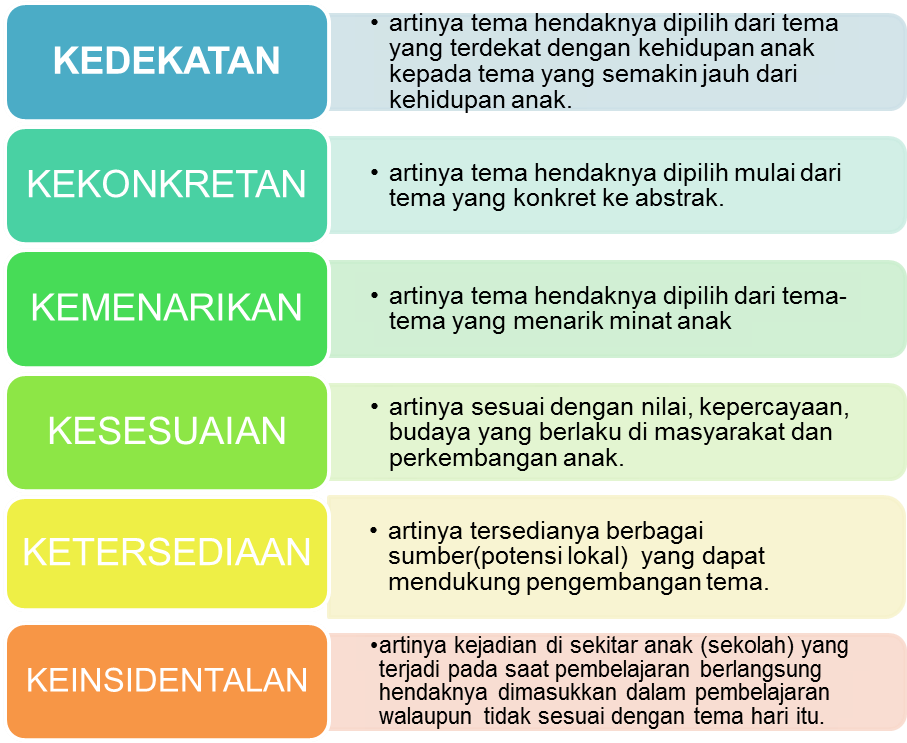 KEDEKATAN
• artinya tema hendaknya dipilih dari tema
yang terdekat dengan kehidupan anak
kepada tema yang semakin jauh dari
kehidupan anak.
KEKONKRETAN
• artinya tema hendaknya dipilih mulai dari
tema yang konkret ke abstrak.
KEMENARIKAN
• artinya tema hendaknya dipilih dari tema-
tema yang menarik minat anak
KESESUAIAN
• artinya sesuai dengan nilai, kepercayaan,
budaya yang berlaku di masyarakat dan
perkembangan anak.
KETERSEDIAAN
• artinya tersedianya berbagai
sumber(potensi lokal) yang dapat
mendukung pengembangan tema.
KEINSIDENTALAN
•artinya kejadian di sekitar anak (sekolah) yang
terjadi pada saat pembelajaran berlangsung
hendaknya dimasukkan dalam pembelajaran
walaupun tidak sesuai dengan tema hari itu.